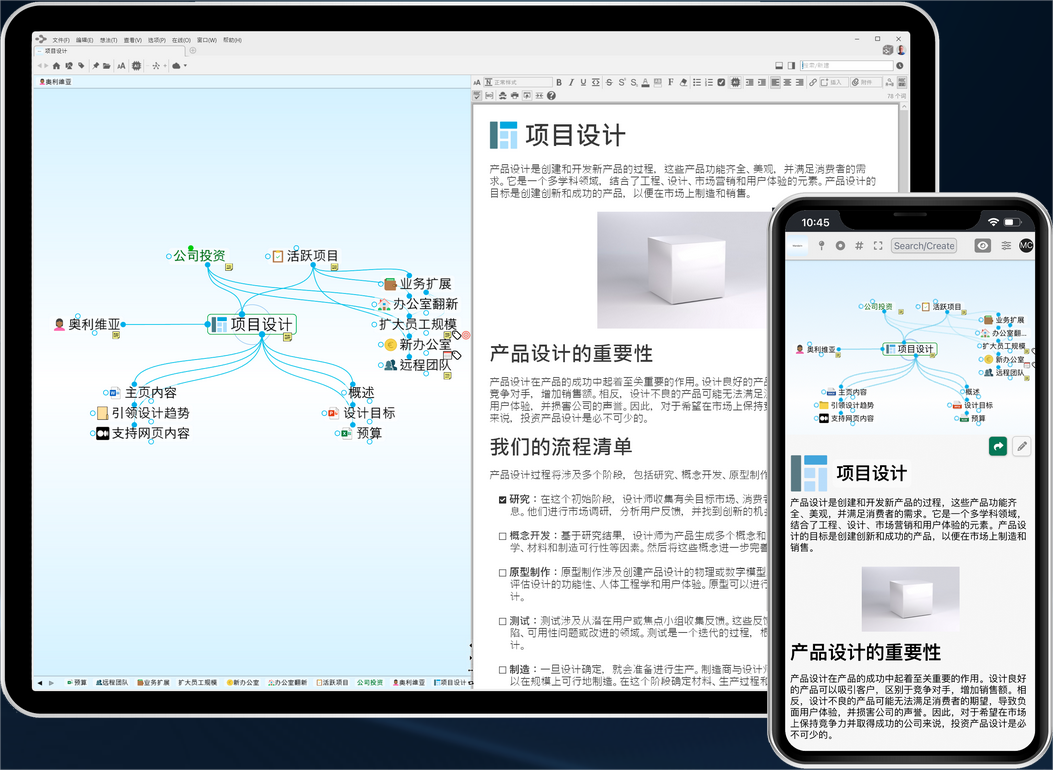 文件(F) 编辑(E) 想法(T) 查看(V) 选项(P) 在线(O) 窗口(W) 帮助(H)
项目设计
奥利维亚
正常样式
插入
附件
公司投资
活跃项目
业务扩展
办公室翻新
扩大员工规模
新办公室
远程团队
奥利维亚
项目设计
主页内容
引领设计趋势
支持网页内容
概述
设计目标
预算
预算 远程团队 业务扩展 扩大员工规模 新办公室 办公室翻新 活跃项目 公司投资 奥利维亚 项目设计
项目设计
产品设计是创建和开发新产品的过程，这些产品功能齐全、美观，并满足消费者的需
求。它是一个多学科领域，结合了工程、设计、市场营销和用户体验的元素。产品设计的
目标是创建创新和成功的产品，以便在市场上制造和销售。
产品设计的重要性
产品设计在产品的成功中起着至关重要的作用。设计良好的产品
竞争对手，增加销售额。相反，设计不良的产品可能无法满足
用户体验，并损害公司的声誉。因此，对于希望在市场上保持
来说，投资产品设计是必不可少的。
我们的流程清单
产品设计过程将涉及多个阶段，包括研究、概念开发、原型制作
研究：在这个初始阶段，设计师收集有关目标市场、消费
息。他们进行市场调研，分析用户反馈，并找到创新的机
概念开发：基于研究结果，设计师为产品生成多个概念和
学、材料和制造可行性等因素。然后将这些概念进一步完善
原型制作：原型制作涉及创建产品设计的物理或数字模型
评估设计的功能性、人体工程学和用户体验。原型可以进行
计。
测试：测试涉及从潜在用户或焦点小组收集反馈。这些反馈
陷、可用性问题或改进的领域。测试是一个迭代的过程，
计。
制造：一旦设计确定，就会准备进行生产。制造商与设计
以在规模上可行地制造。在这个阶段确定材料、生产过程和
10:45
Search/Create
MC
公司投资
活跃项目
业务扩展
办公室翻...
扩大员工规模
新办公室
远程团队
奥利维亚
项目设计
主页内容
引领设计趋势
支持网页内容
概述
设计目标
预算
项目设计
产品设计是创建和开发新产品的过程，这些产品功能齐
全、美观，并满足消费者的需求。它是一个多学科领域，
结合了工程、设计、市场营销和用户体验的元素。产品设
计的目标是创建创新和成功的产品，以便在市场上制造和
销售。
产品设计的重要性
产品设计在产品的成功中起着至关重要的作用。设计良好
的产品可以吸引客户，区别于竞争对手，增加销售额。相
反，设计不良的产品可能无法满足消费者的期望，导致负
面用户体验，并损害公司的声誉。因此，对于希望在市场
上保持竞争力并取得成功的公司来说，投资产品设计是必
不可少的。